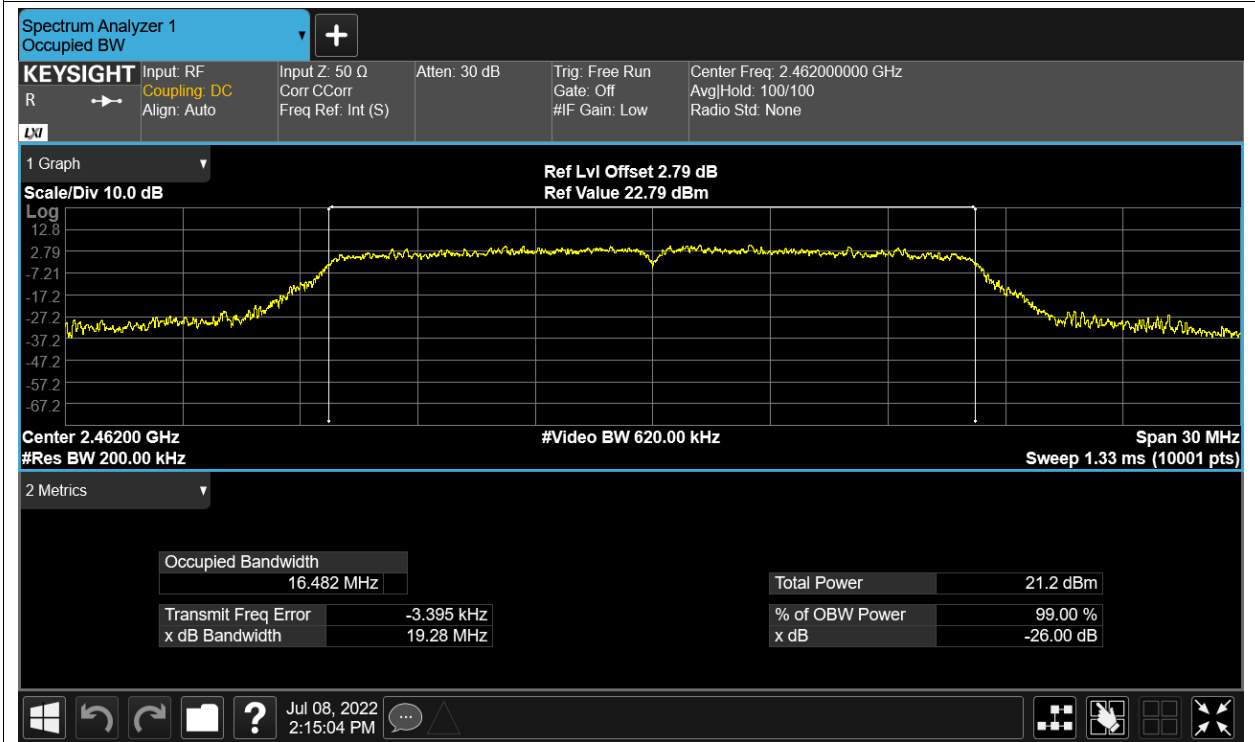 Spectrum Analyzer 1
Occupied BW
KEYSIGHT
R
LXI
Input: RF
Coupling: DC
Align: Auto
Input Z: 50 Ω
Corr CCorr
Freq Ref: Int (S)
Atten: 30 dB
Trig: Free Run
Gate: Off
#IF Gain: Low
Center Freq: 2.462000000 GHz
Avg|Hold: 100/100
Radio Std: None
1 Graph
Scale/Div 10.0 dB
Ref Lvl Offset 2.79 dB
Ref Value 22.79 dBm
Log
12.8
2.79
-7.21
-17.2
-27.2
-37.2
-47.2
-57.2
-67.2
Center 2.46200 GHz
#Res BW 200.00 kHz
#Video BW 620.00 kHz
Span 30 MHz
Sweep 1.33 ms (10001 pts)
2 Metrics
Occupied Bandwidth
16.482 MHz
Transmit Freq Error -3.395 kHz
x dB Bandwidth 19.28 MHz
Total Power 21.2 dBm
% of OBW Power 99.00 %
x dB -26.00 dB
?
Jul 08, 2022
2:15:04 PM